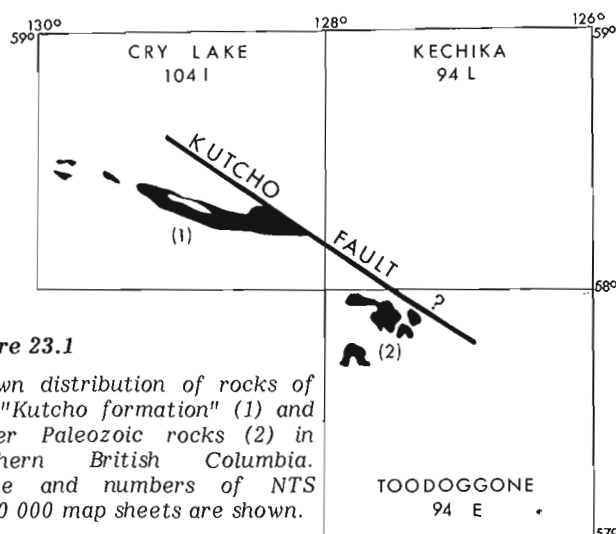 130°
128°
126°
59°
59°
CRY LAKE
104 I
KECHIKA
94 L
KUTCHO
FAULT
(1)
58°
?
(2)
re 23.1
wn distribution of rocks of
"Kutcho formation" (1) and
er Paleozoic rocks (2) in
hern British Columbia.
e and numbers of NTS
0 000 map sheets are shown.
TOODOGGONE
94 E
57°